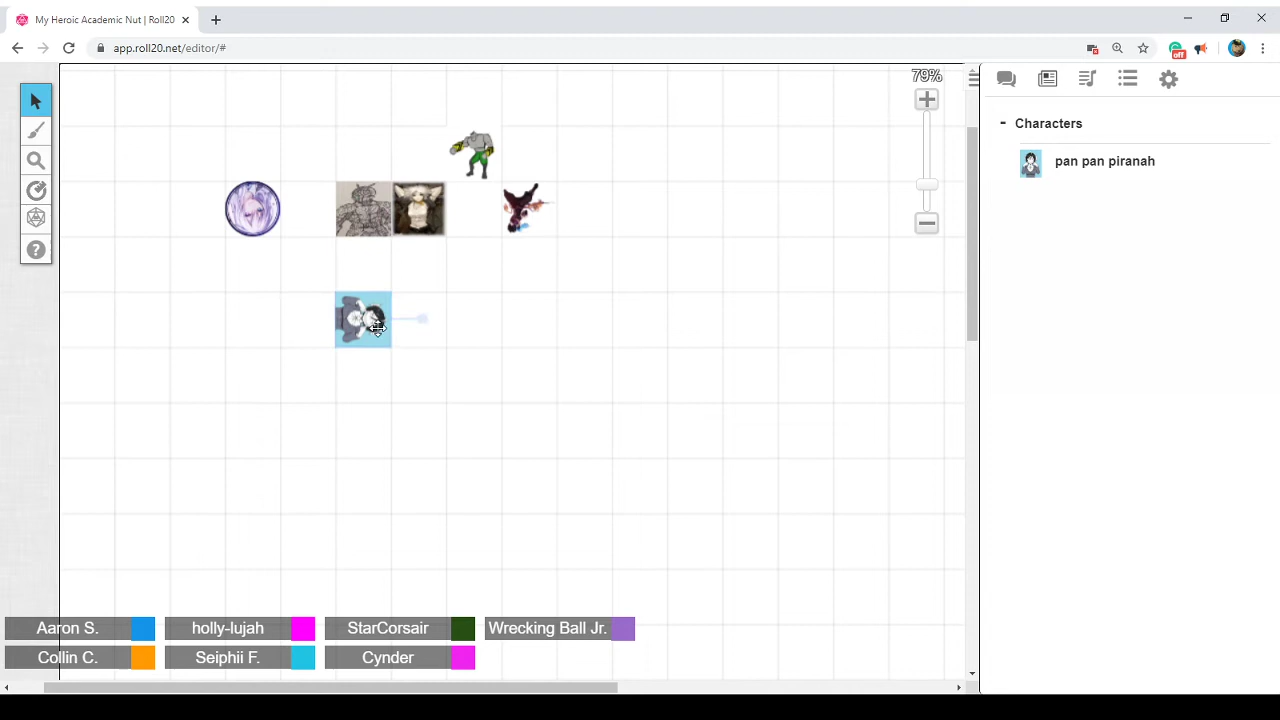 My Heroic Academic Nut | Roll20
app.roll20.net/editor/#
off
79%
- Characters
pan pan piranah
Aaron S.
holly-lujah
StarCorsair
Wrecking Ball Jr.
Collin C.
Seiphii F.
Cynder